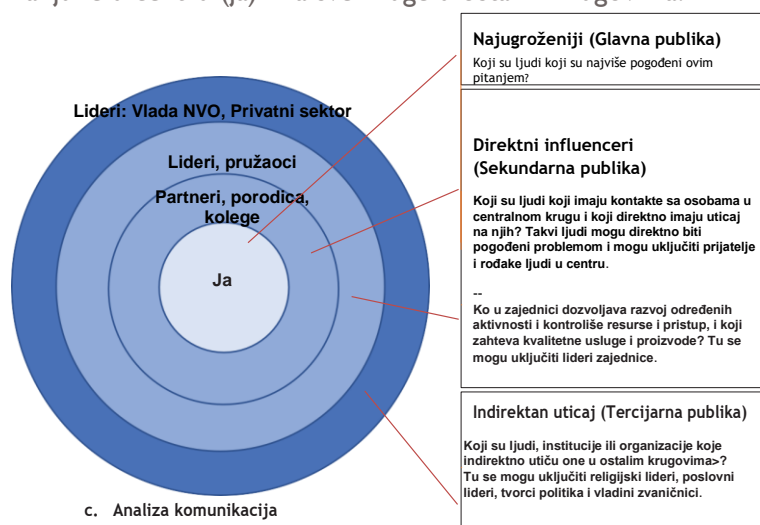 Najugroženiji (Glavna publika)
Koji su ljudi koji su najviše pogođeni ovim
pitanjem?
Lideri: Vlada NVO, Privatni sektor
Lideri, pružaoci
Partneri, porodica,
kolege
Ja
Direktni influenceri
(Sekundarna publika)
Koji su ljudi koji imaju kontakte sa osobama u
centralnom krugu i koji direktno imaju uticaj
na njih? Takvi ljudi mogu direktno biti
pogođeni problemom i mogu uključiti prijatelje
i rođake ljudi u centru.
--
Ko u zajednici dozvoljava razvoj određenih
aktivnosti i kontroliše resurse i pristup, i koji
zahteva kvalitetne usluge i proizvode? Tu se
mogu uključiti lideri zajednice.
Indirektan uticaj (Tercijarna publika)
Koji su ljudi, institucije ili organizacije koje
indirektno utiču one u ostalim krugovima>?
Tu se mogu uključiti religijski lideri, poslovni
lideri, tvorci politika i vladini zvaničnici.
c. Analiza komunikacija